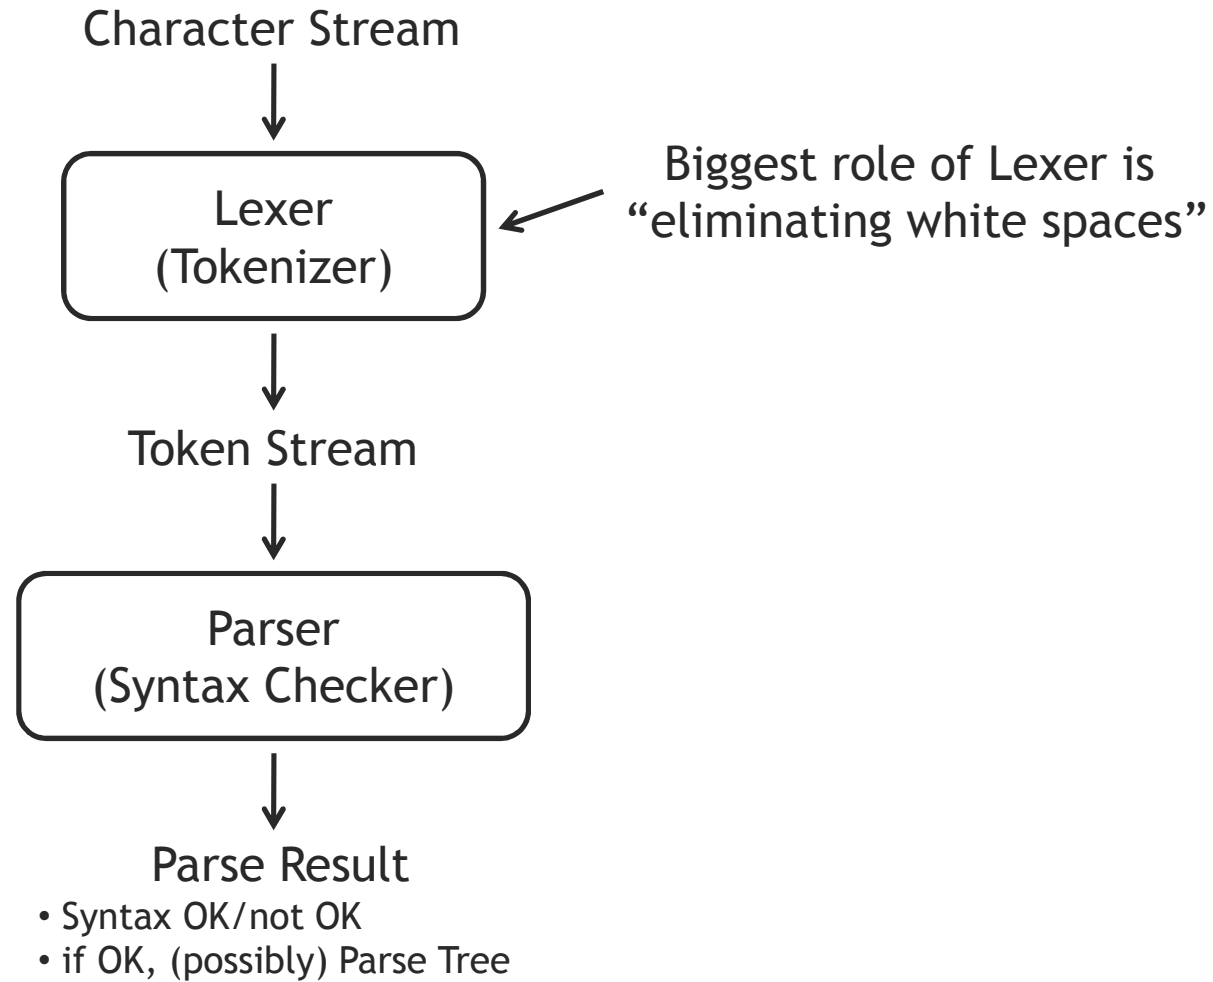 Character Stream
Lexer
(Tokenizer)
Biggest role of Lexer is
“eliminating white spaces”
Token Stream
Parser
(Syntax Checker)
Parse Result
• Syntax OK/not OK
• if OK, (possibly) Parse Tree